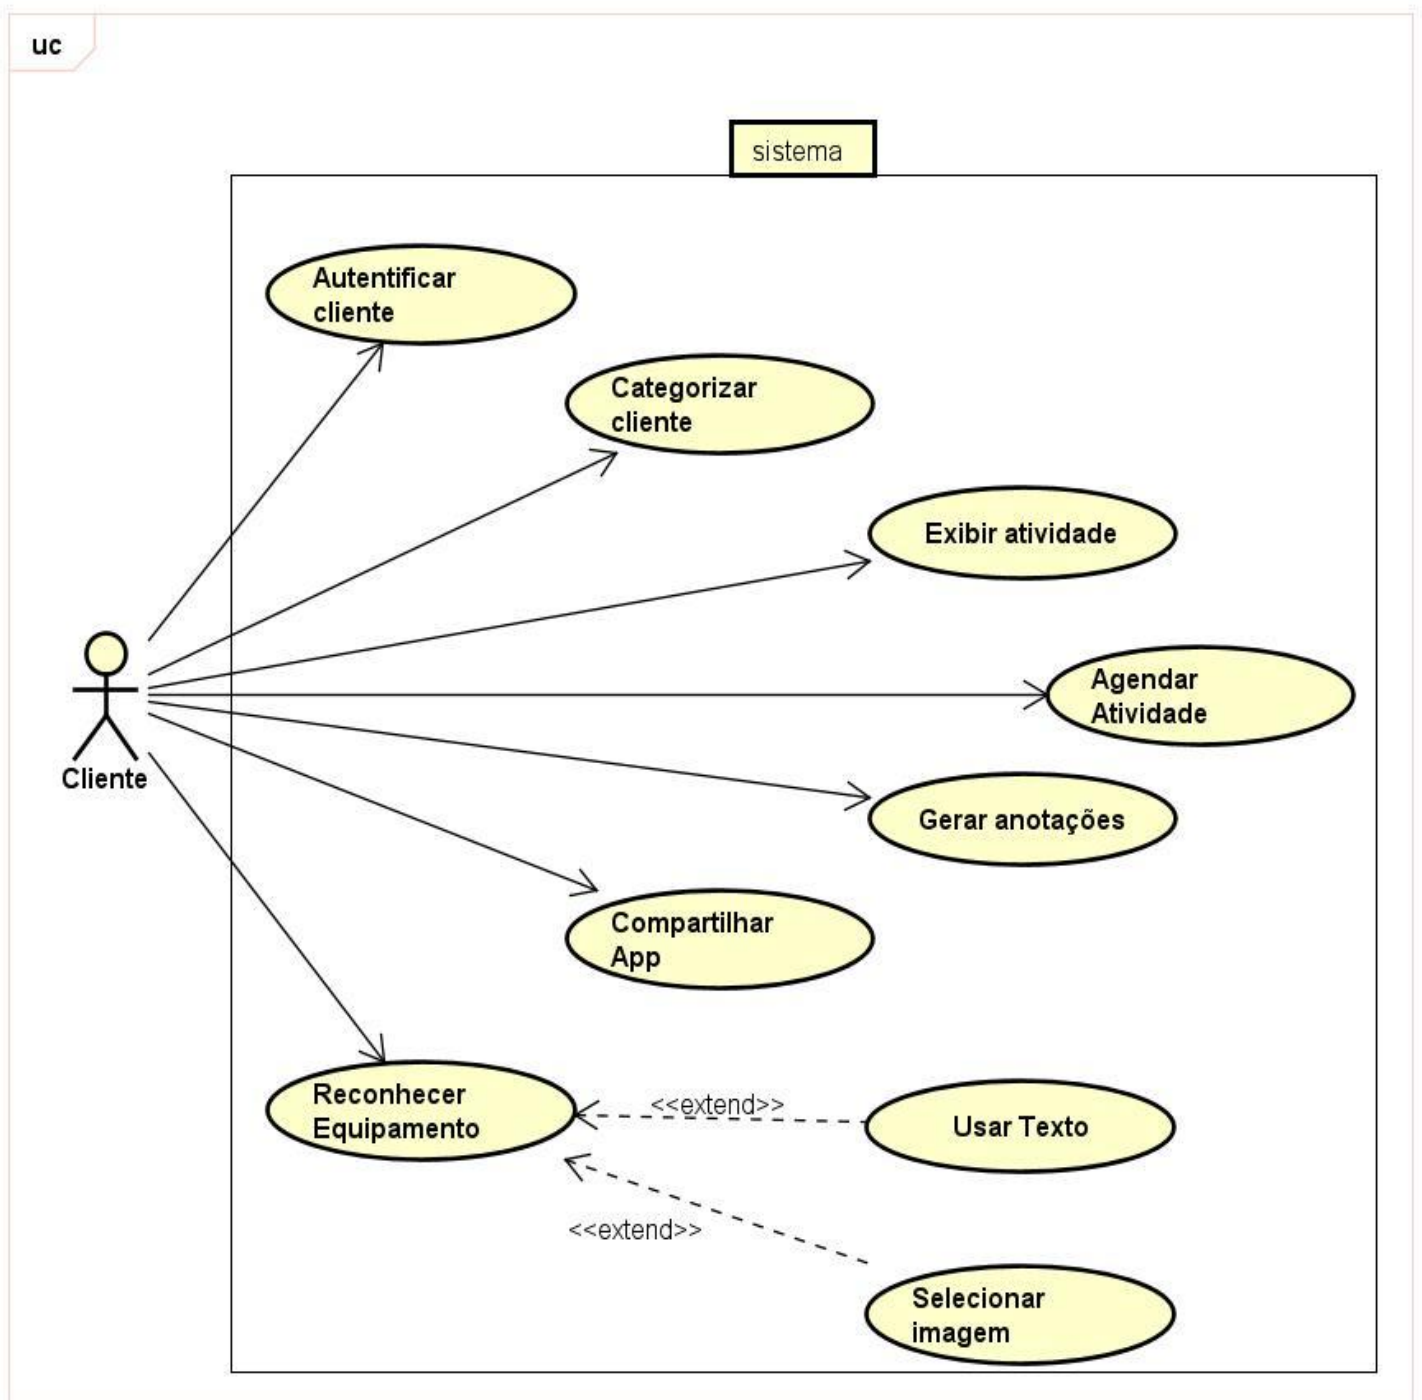 uc
sistema
Autentificar
cliente
Categorizar
cliente
Exibir atividade
Agendar
Atividade
Cliente
Gerar anotações
Compartilhar
App
Reconhecer
Equipamento
<<extend>>
Usar Texto
<<extend>>
Selecionar
imagem